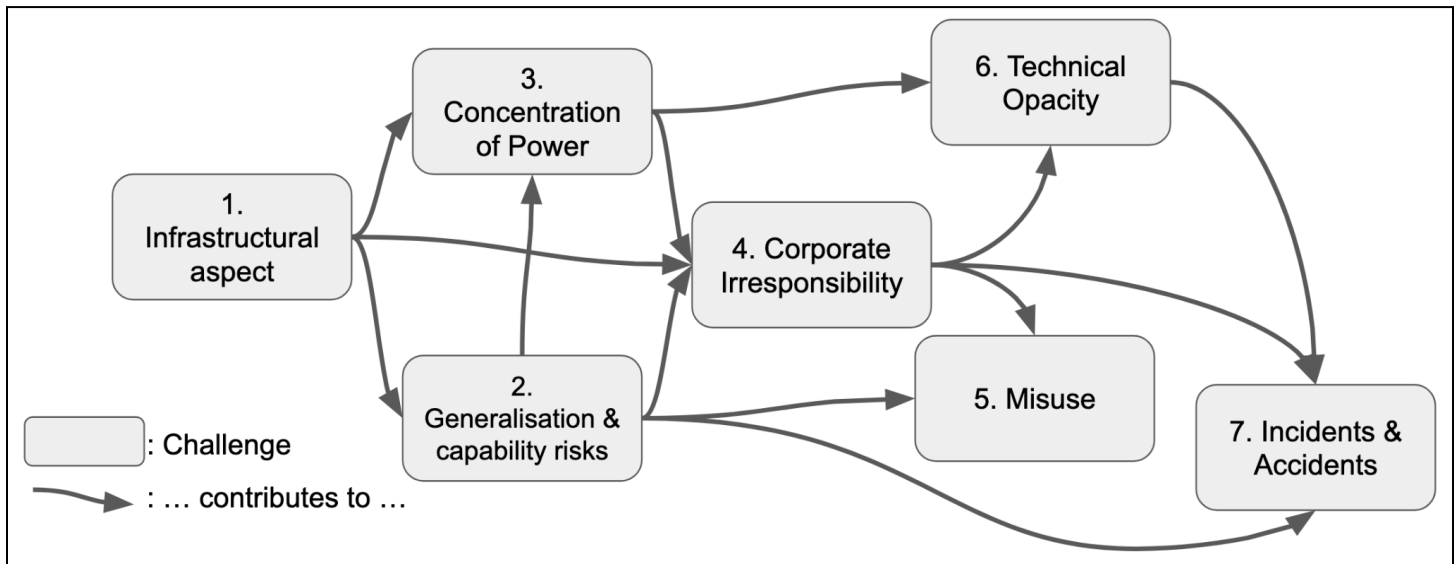 1.
Infrastructural
aspect
2.
Generalisation &
capability risks
3.
Concentration
of Power
4. Corporate
Irresponsibility
5. Misuse
6. Technical
Opacity
7. Incidents &
Accidents
: Challenge
: … contributes to …